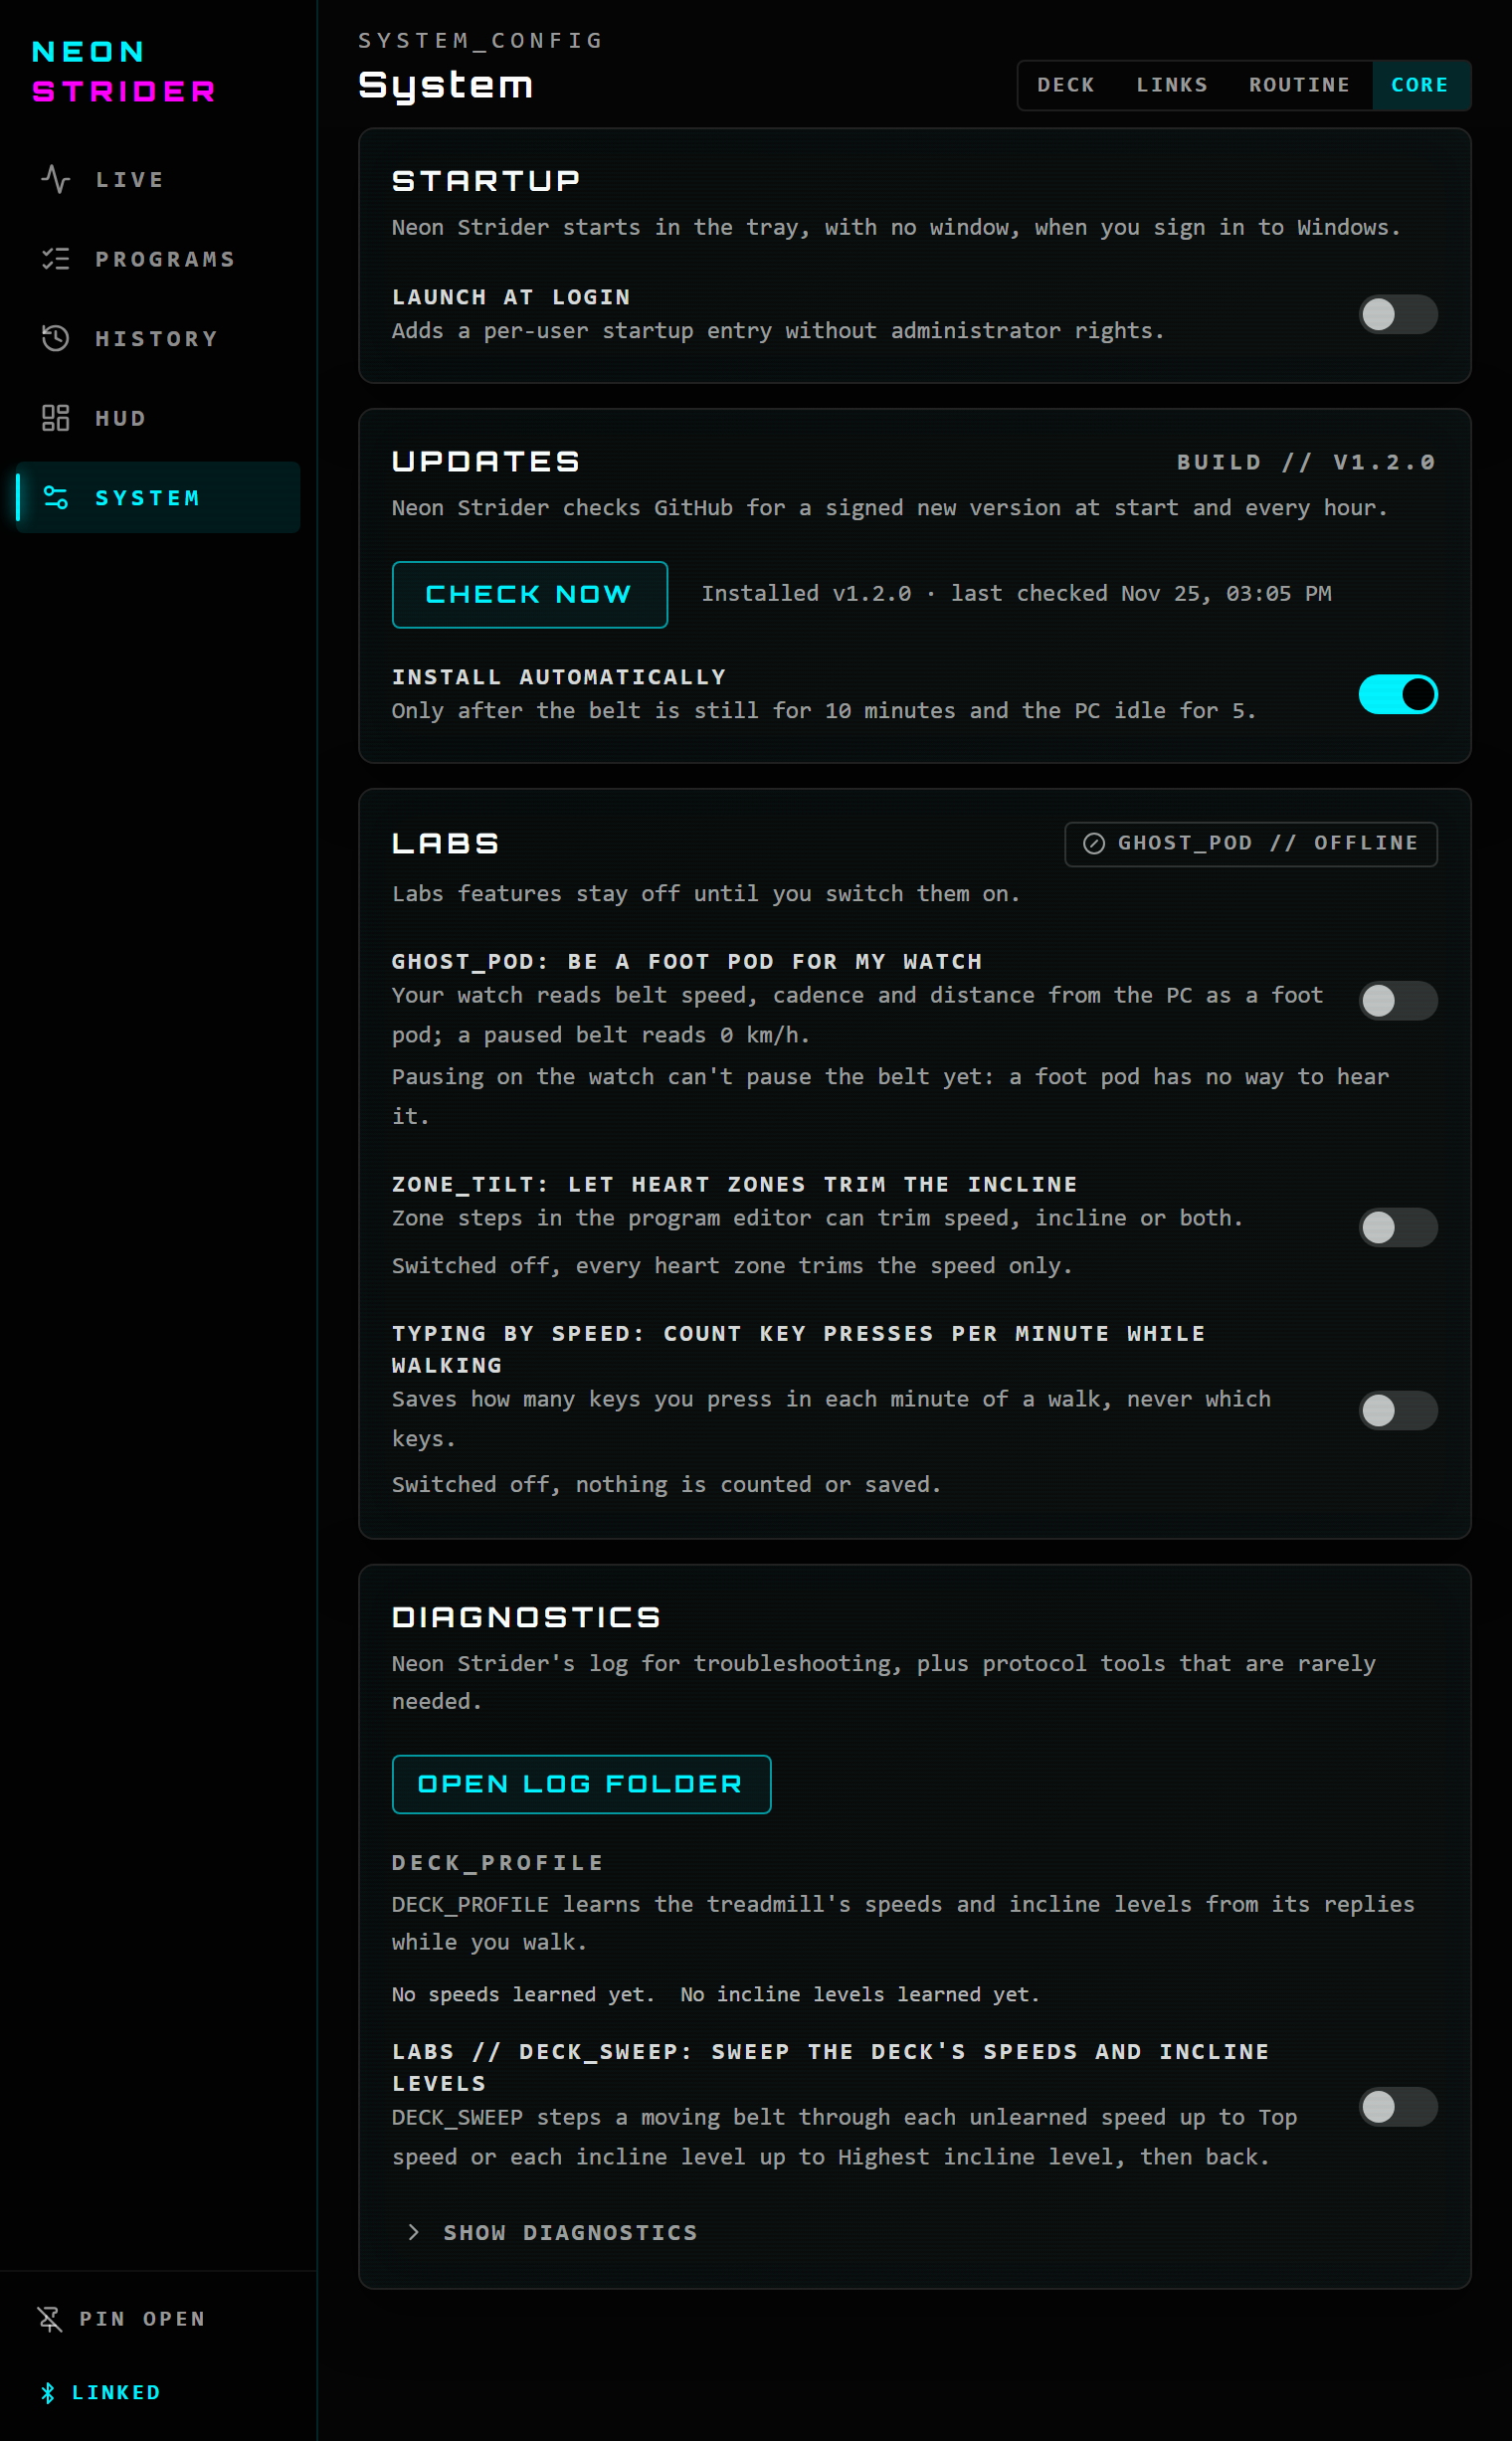 NEON
STRIDER
LIVE
PROGRAMS
HISTORY
HUD
SYSTEM
PIN OPEN
LINKED
SYSTEM_CONFIG
System
DECK LINKS ROUTINE CORE
STARTUP
Neon Strider starts in the tray, with no window, when you sign in to Windows.
LAUNCH AT LOGIN
Adds a per-user startup entry without administrator rights.
UPDATES
BUILD // V1.2.0
Neon Strider checks GitHub for a signed new version at start and every hour.
CHECK NOW
Installed v1.2.0 · last checked Nov 25, 03:05 PM
INSTALL AUTOMATICALLY
Only after the belt is still for 10 minutes and the PC idle for 5.
LABS
GHOST_POD // OFFLINE
Labs features stay off until you switch them on.
GHOST_POD: BE A FOOT POD FOR MY WATCH
Your watch reads belt speed, cadence and distance from the PC as a foot
pod; a paused belt reads 0 km/h.
Pausing on the watch can't pause the belt yet: a foot pod has no way to hear
it.
ZONE_TILT: LET HEART ZONES TRIM THE INCLINE
Zone steps in the program editor can trim speed, incline or both.
Switched off, every heart zone trims the speed only.
TYPING BY SPEED: COUNT KEY PRESSES PER MINUTE WHILE
WALKING
Saves how many keys you press in each minute of a walk, never which
keys.
Switched off, nothing is counted or saved.
DIAGNOSTICS
Neon Strider's log for troubleshooting, plus protocol tools that are rarely
needed.
OPEN LOG FOLDER
DECK_PROFILE
DECK_PROFILE learns the treadmill's speeds and incline levels from its replies
while you walk.
No speeds learned yet. No incline levels learned yet.
LABS // DECK_SWEEP: SWEEP THE DECK'S SPEEDS AND INCLINE
LEVELS
DECK_SWEEP steps a moving belt through each unlearned speed up to Top
speed or each incline level up to Highest incline level, then back.
SHOW DIAGNOSTICS